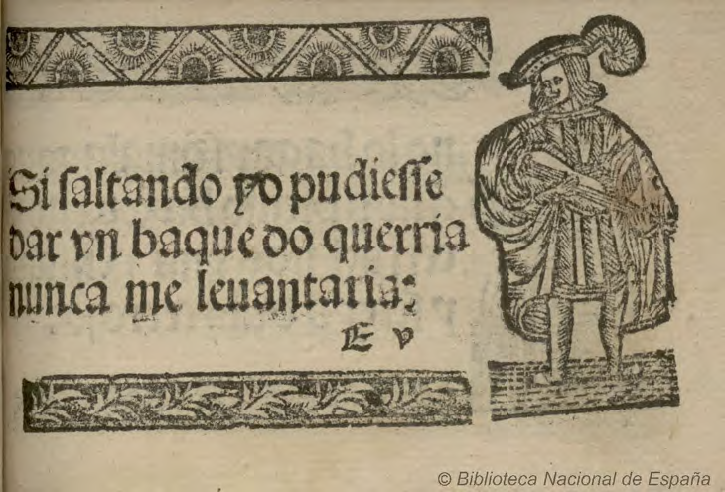 Si saltando yo pudiesse
dar vn baque do querria
nunca me leuantaria:
E v
© Biblioteca Nacional de España